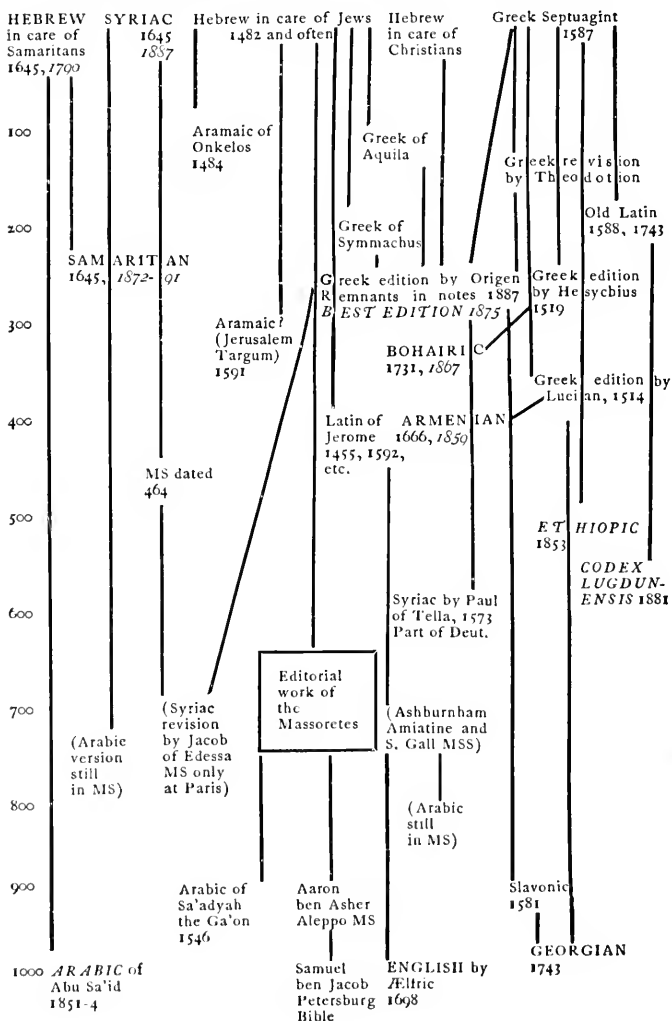 HEBREW
in care of
Samaritans
1645, 1790
SYRIAC
1645
1887
Hebrew in care of Jews
1482 and often
Hebrew
in care of
Christians
Greek Septuagint
1587
100
Aramaic of
Onkelos
1484
Greek of
Aquila
Greek revision
by Theodotion
200
Old Latin
1588, 1743
Greek of
Symmachus
SAMARITAN
1645, 1872-91
Greek edition by Origen
Remnants in notes 1887
BEST EDITION 1875
Greek edition
by Hesychius
1519
300
Aramaic?
(Jerusalem
Targum)
1591
BOHAIRIC
1731, 1867
Greek edition by
Lucian, 1514
400
Latin of
Jerome
1455, 1592,
etc.
ARMENIAN
1666, 1859
MS dated
464
500
ETHIOPIC
1853
CODEX
LUGDUN-
ENSIS 1881
600
Syriac by Paul
of Tella, 1573
Part of Deut.
Editorial
work of
the
Massoretes
700
(Arabic
version
still
in MS)
(Syriac
revision
by Jacob
of Edessa
MS only
at Paris)
(Ashburnham
Amiatine and
S. Gall MSS)
800
(Arabic
still
in MS)
900
Arabic of
Sa'adyah
the Ga'on
1546
Aaron
ben Asher
Aleppo MS
Slavonic
1581
GEORGIAN
1743
1000
ARABIC of
Abu Sa'id
1851-4
Samuel
ben Jacob
Petersburg
Bible
ENGLISH by
Ælfric
1698